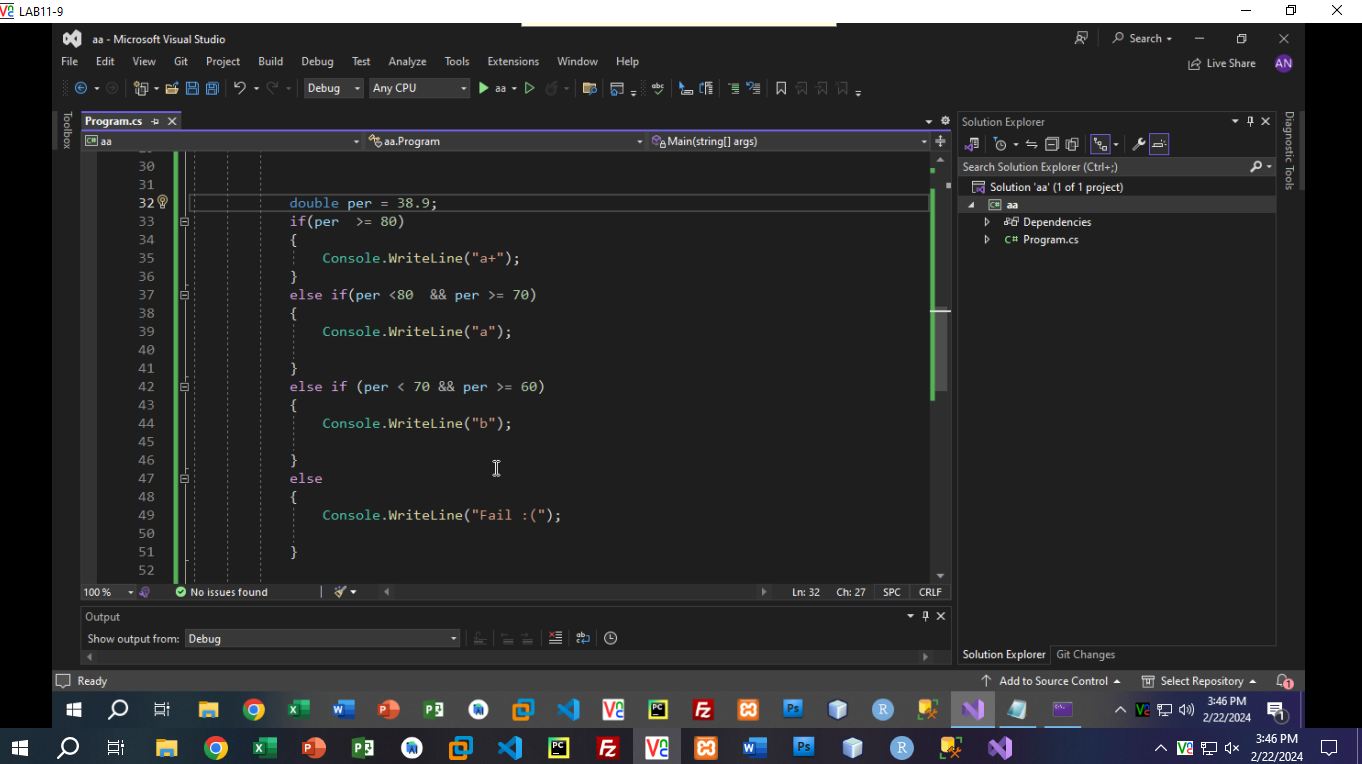 LAB11-9
aa - Microsoft Visual Studio
Search
File Edit View Git Project Build Debug Test Analyze Tools Extensions Window Help
Live Share AN
Debug Any CPU aa
Toolbox
Program.cs
aa aa.Program Main(string[] args)
30
31
32 double per = 38.9;
33 if(per  >= 80)
34 {
35 Console.WriteLine("a+");
36 }
37 else if(per <80  && per >= 70)
38 {
39 Console.WriteLine("a");
40
41 }
42 else if (per < 70 && per >= 60)
43 {
44 Console.WriteLine("b");
45
46 }
47 else
48 {
49 Console.WriteLine("Fail :(");
50
51 }
52
100 % No issues found Ln: 32 Ch: 27 SPC CRLF
Output
Show output from: Debug
Solution Explorer
Search Solution Explorer (Ctrl+;)
Solution 'aa' (1 of 1 project)
aa
Dependencies
C# Program.cs
Solution Explorer Git Changes
Diagnostic Tools
Ready Add to Source Control Select Repository 1
3:46 PM
2/22/2024
1
3:46 PM
2/22/2024